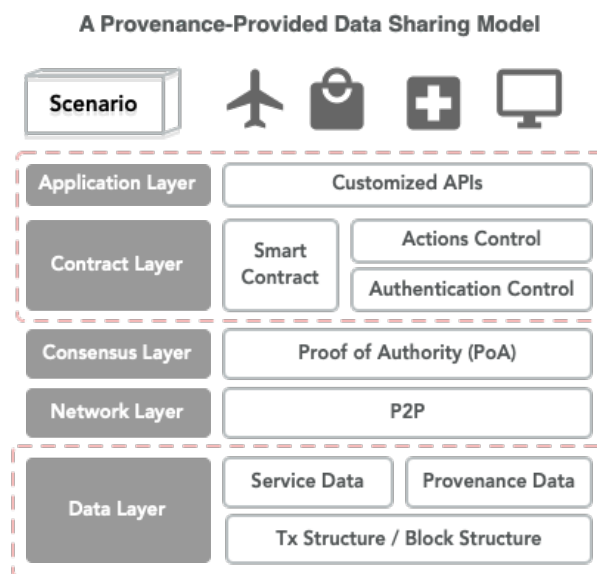 A Provenance-Provided Data Sharing Model
Scenario
Application Layer
Customized APIs
Contract Layer
Smart
Contract
Actions Control
Authentication Control
Consensus Layer
Proof of Authority (PoA)
Network Layer
P2P
Data Layer
Service Data
Provenance Data
Tx Structure / Block Structure